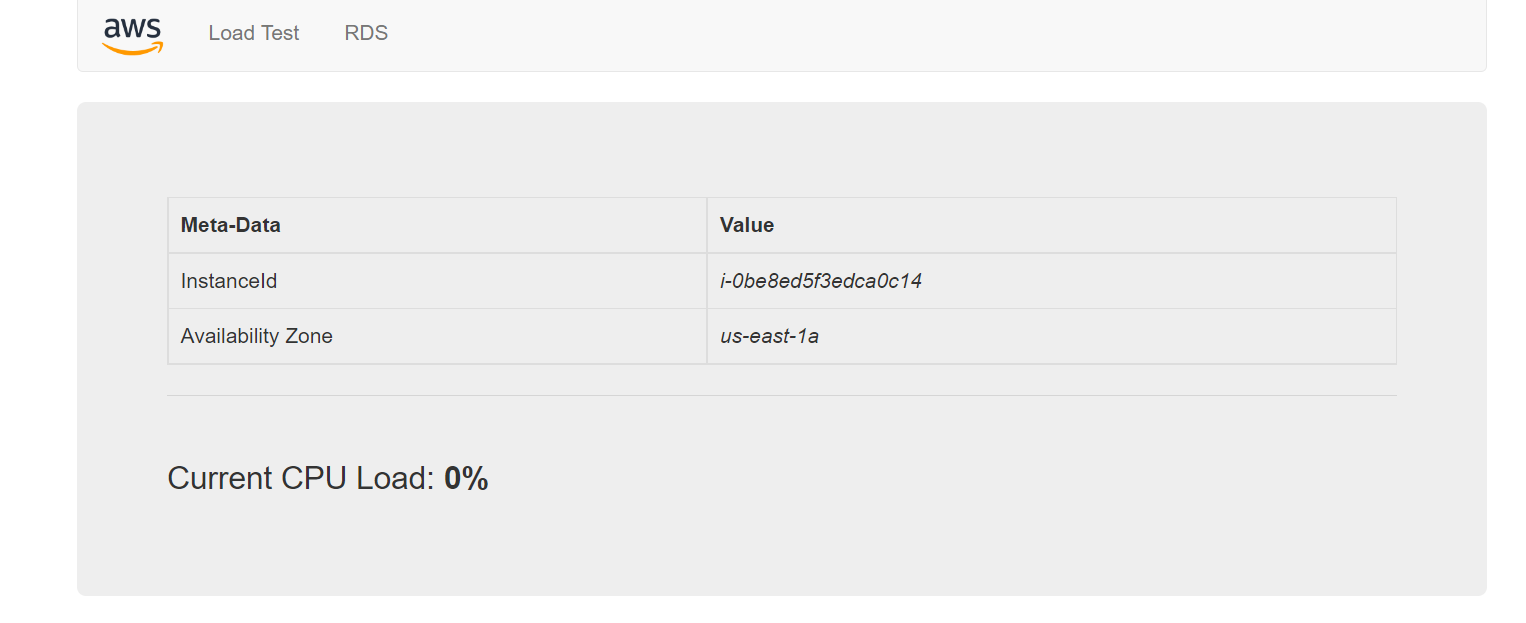 aws Load Test RDS
Meta-Data Value
InstanceId i-0be8ed5f3edca0c14
Availability Zone us-east-1a
Current CPU Load: 0%